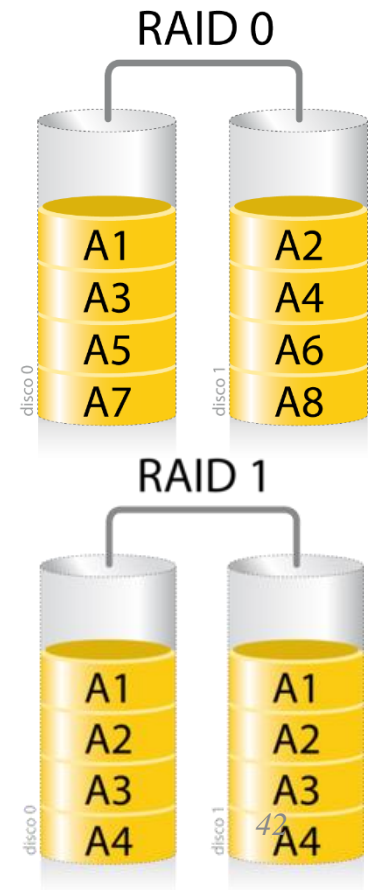 RAID 0
A1 A2
A3 A4
A5 A6
A7 A8
disco 0 disco 1
RAID 1
A1 A1
A2 A2
A3 A3
42
A4 A4
disco 0 disco 1